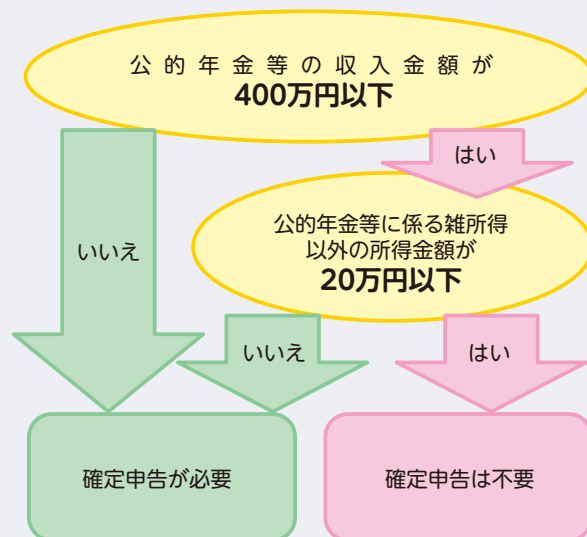 公的年金等の収入金額が
400万円以下
はい
いいえ
公的年金等に係る雑所得
以外の所得金額が
20万円以下
いいえ
はい
確定申告が必要
確定申告は不要